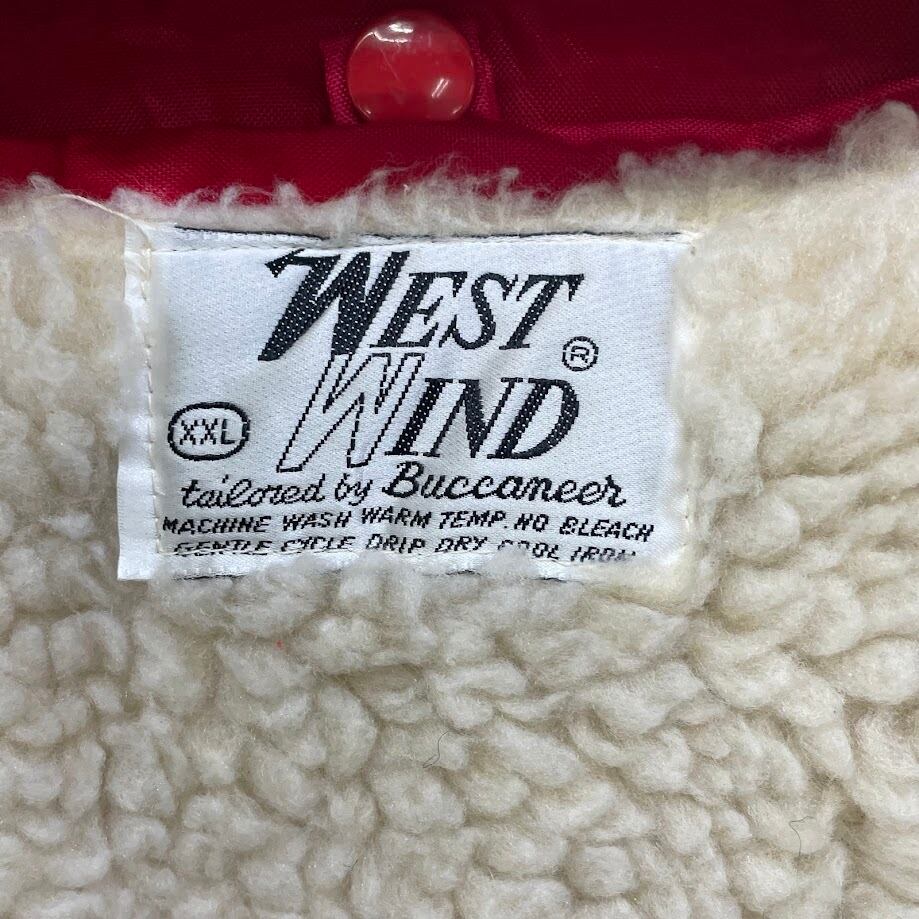 WEST
WIND ®
XXL
tailored by Buccaneer
MACHINE WASH WARM TEMP. NO BLEACH
GENTLE CYCLE DRIP DRY COOL IRON